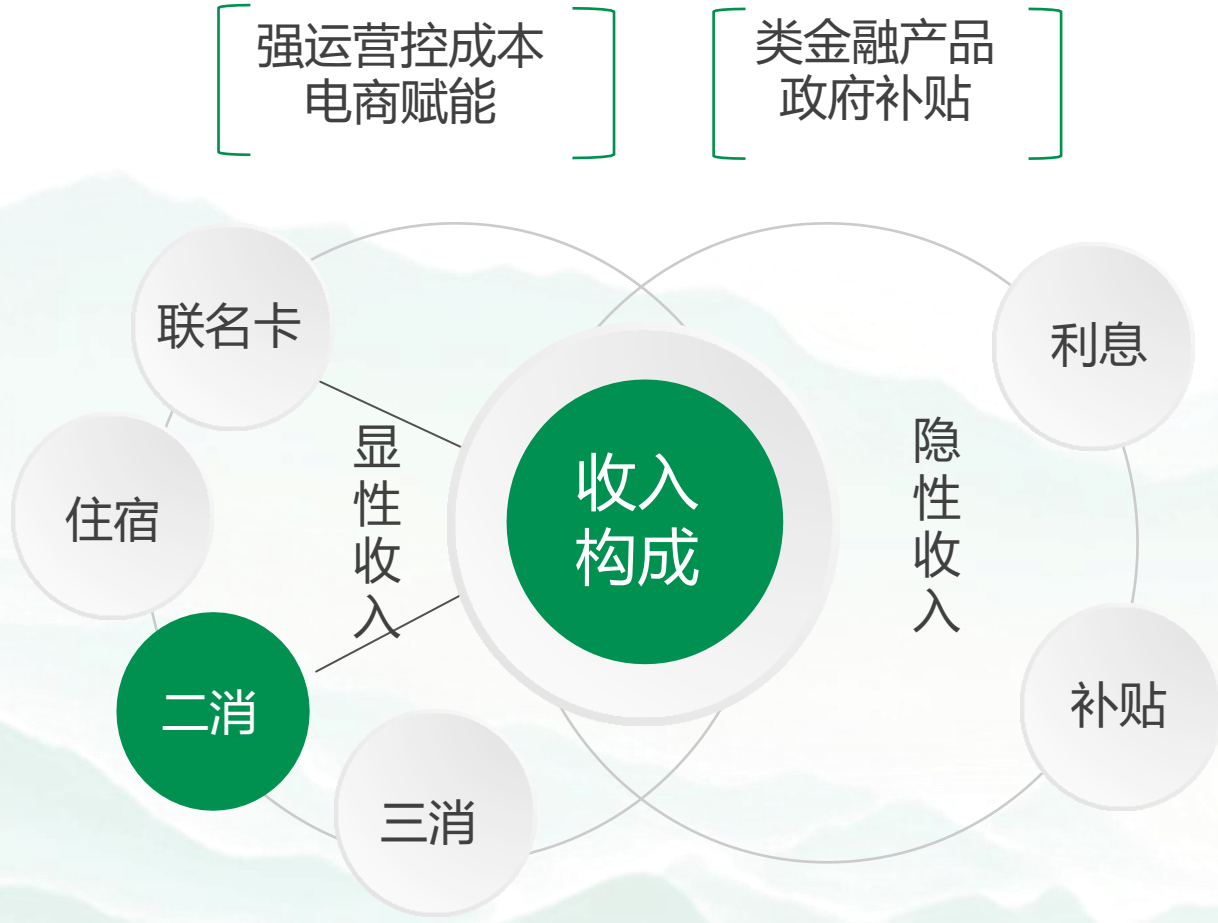 强运营控成本
电商赋能
类金融产品
政府补贴
联名卡
住宿
二消
三消
显性收入
收入
构成
隐性收入
利息
补贴